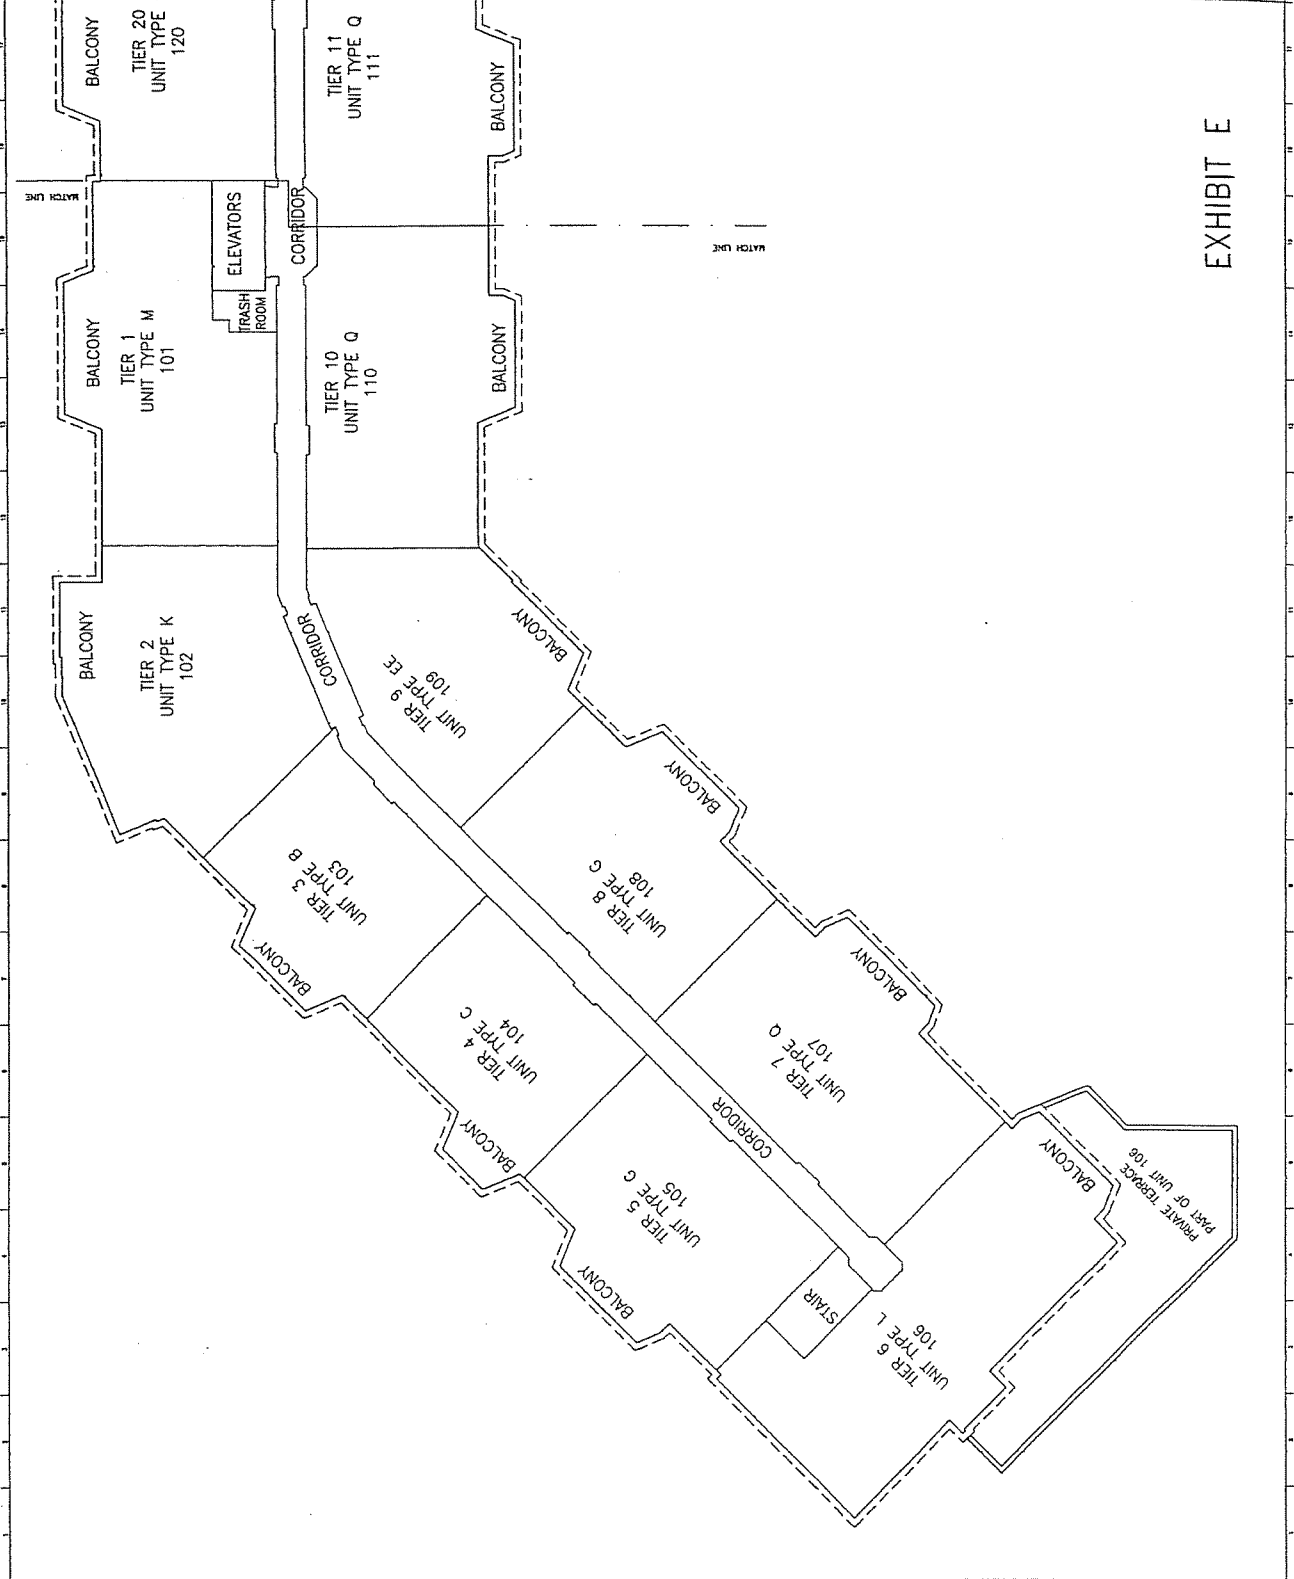 BALCONY
TIER 20
UNIT TYPE
120
TIER 11
UNIT TYPE Q
111
BALCONY
EXHIBIT E
MATCH LINE
ELEVATORS
CORRIDOR
MATCH LINE
TRASH
ROOM
BALCONY
TIER 1
UNIT TYPE M
101
TIER 10
UNIT TYPE Q
110
BALCONY
BALCONY
TIER 2
UNIT TYPE K
102
CORRIDOR
TIER 9
UNIT TYPE EE
109
BALCONY
BALCONY
TIER 3
UNIT TYPE B
103
BALCONY
TIER 8
UNIT TYPE G
108
BALCONY
TIER 4
UNIT TYPE C
104
BALCONY
TIER 7
UNIT TYPE Q
107
CORRIDOR
TIER 5
UNIT TYPE G
105
BALCONY
BALCONY
PRIVATE TERRACE
PART OF UNIT 106
STAIR
TIER 6
UNIT TYPE L
106